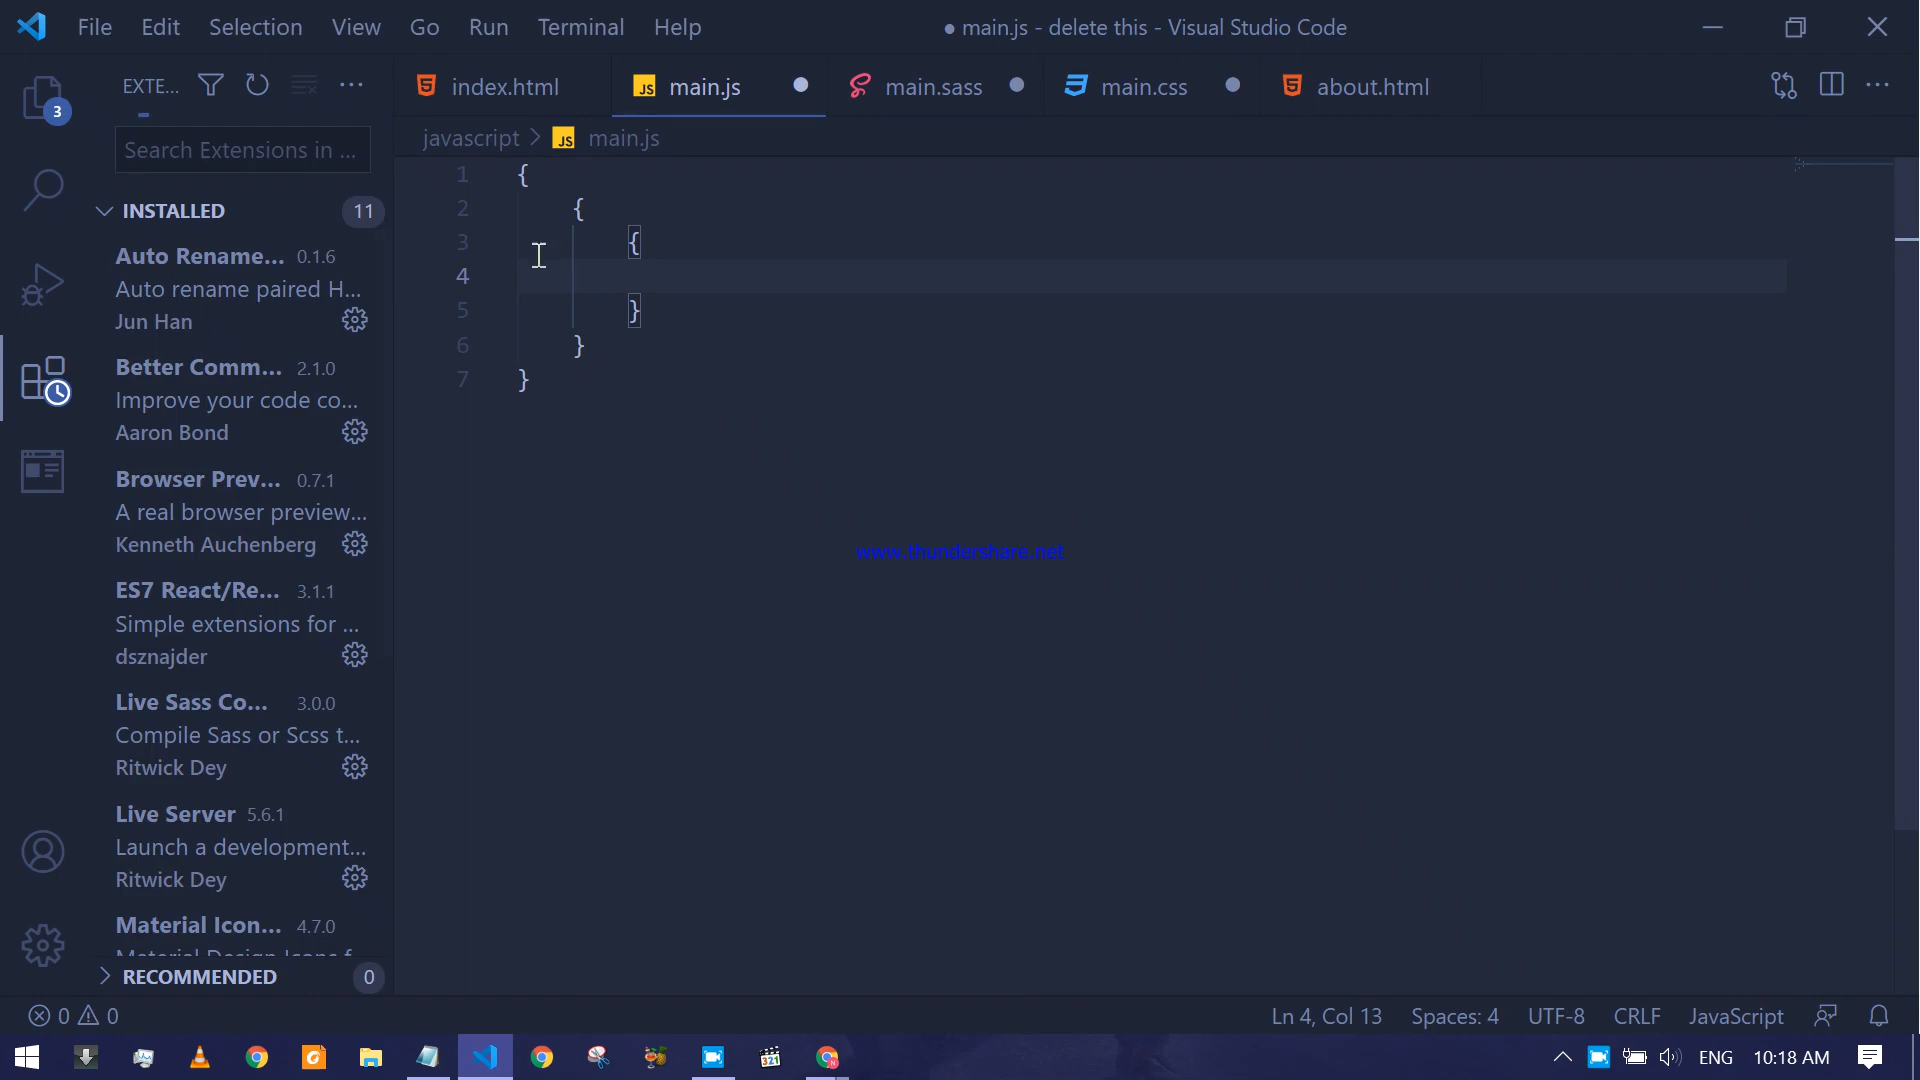 File Edit Selection View Go Run Terminal Help
● main.js - delete this - Visual Studio Code
EXTE...
index.html
JS main.js
main.sass
main.css
about.html
3
javascript > JS main.js
Search Extensions in ...
INSTALLED 11
Auto Rename... 0.1.6
Auto rename paired H...
Jun Han
Better Comm... 2.1.0
Improve your code co...
Aaron Bond
Browser Prev... 0.7.1
A real browser preview...
Kenneth Auchenberg
ES7 React/Re... 3.1.1
Simple extensions for ...
dsznajder
Live Sass Co... 3.0.0
Compile Sass or Scss t...
Ritwick Dey
Live Server 5.6.1
Launch a development...
Ritwick Dey
Material Icon... 4.7.0
RECOMMENDED 0
1 {
2 {
3 {
4
5 }
6 }
7 }
www.thundershare.net
0 0
Ln 4, Col 13 Spaces: 4 UTF-8 CRLF JavaScript
321
ENG 10:18 AM